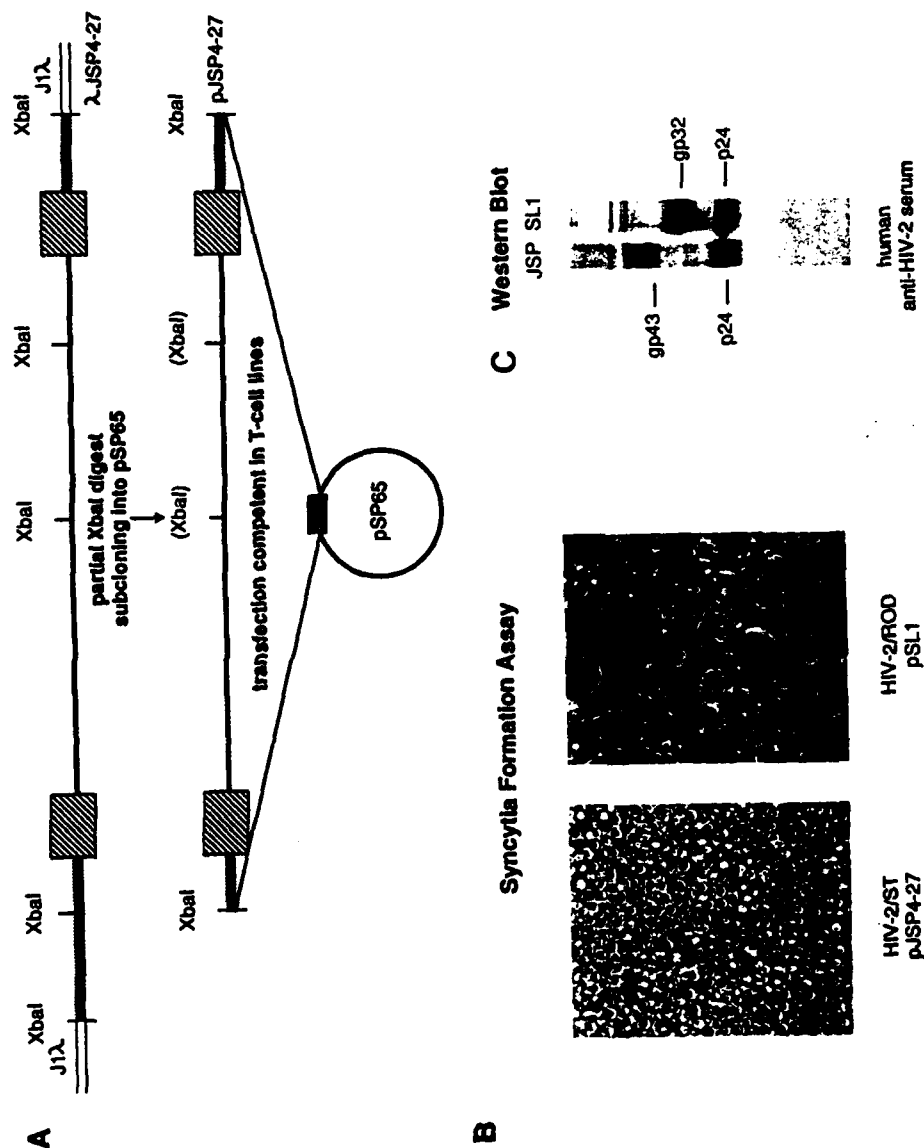 A
XbaI
J1λ
XbaI
XbaI
XbaI
XbaI
J1λ
λJSP4-27
partial XbaI digest
subcloning into pSP65
XbaI
(XbaI)
(XbaI)
XbaI
pJSP4-27
transfection competent in T-cell lines
pSP65
B
Syncytia Formation Assay
HIV-2/ST
pJSP4-27
HIV-2/ROD
pSL1
C
Western Blot
JSP SL1
gp43
p24
gp32
p24
human
anti-HIV-2 serum